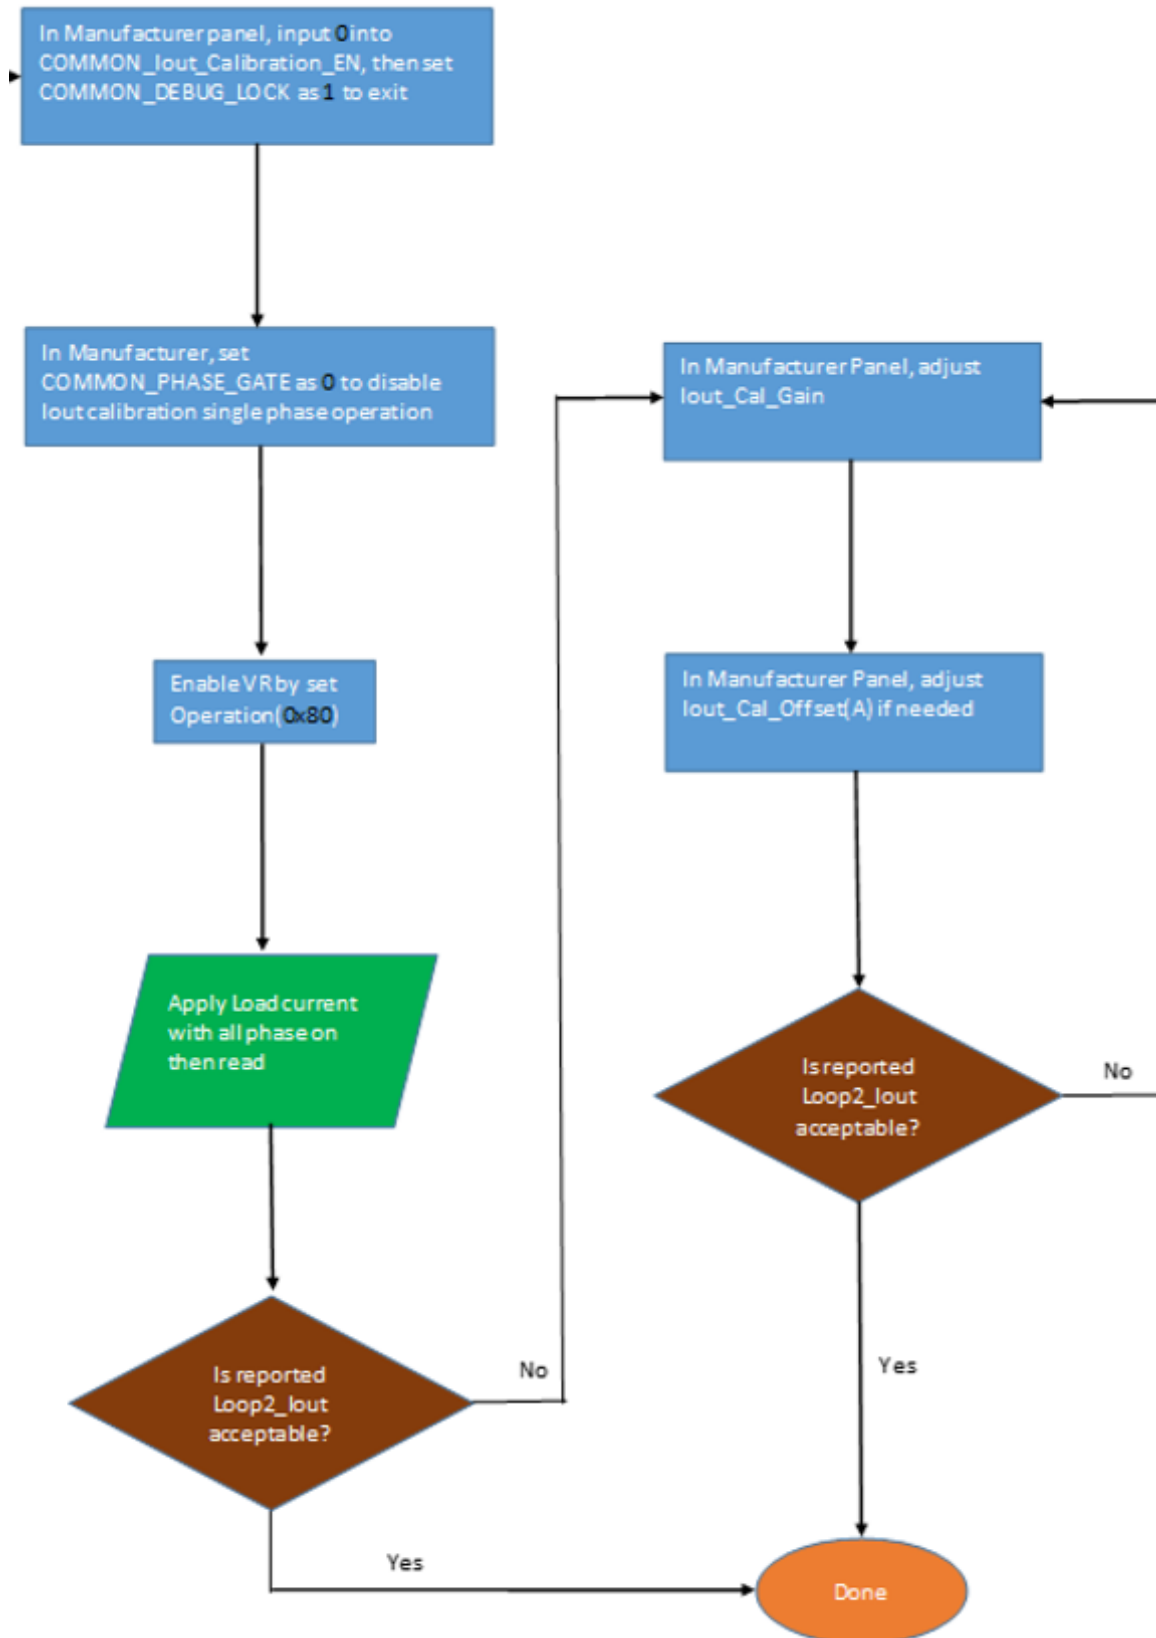 In Manufacturer panel, input 0 into
COMMON_Iout_Calibration_EN, then set
COMMON_DEBUG_LOCK as 1 to exit
In Manufacturer, set
COMMON_PHASE_GATE as 0 to disable
Iout calibration single phase operation
Enable VR by set
Operation(0x80)
Apply Load current
with all phase on
then read
Is reported
Loop2_Iout
acceptable?
No
Yes
In Manufacturer Panel, adjust
Iout_Cal_Gain
In Manufacturer Panel, adjust
Iout_Cal_Offset(A) if needed
Is reported
Loop2_Iout
acceptable?
No
Yes
Done